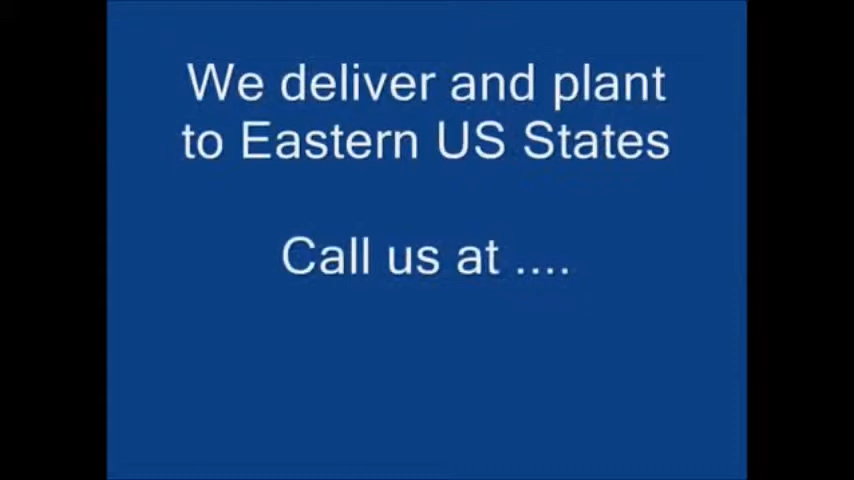 We deliver and plant
to Eastern US States
Call us at ....